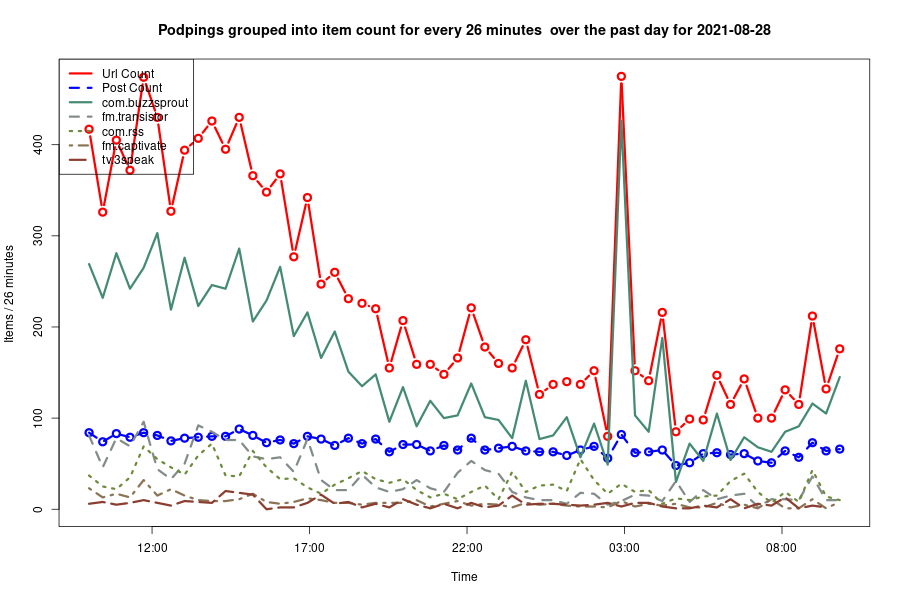 Podpings grouped into item count for every 26 minutes  over the past day for 2021-08-28
Url Count
Post Count
com.buzzsprout
fm.transistor
com.rss
fm.captivate
tv.3speak
Items / 26 minutes
400
300
200
100
0
12:00 17:00 22:00 03:00 08:00
Time